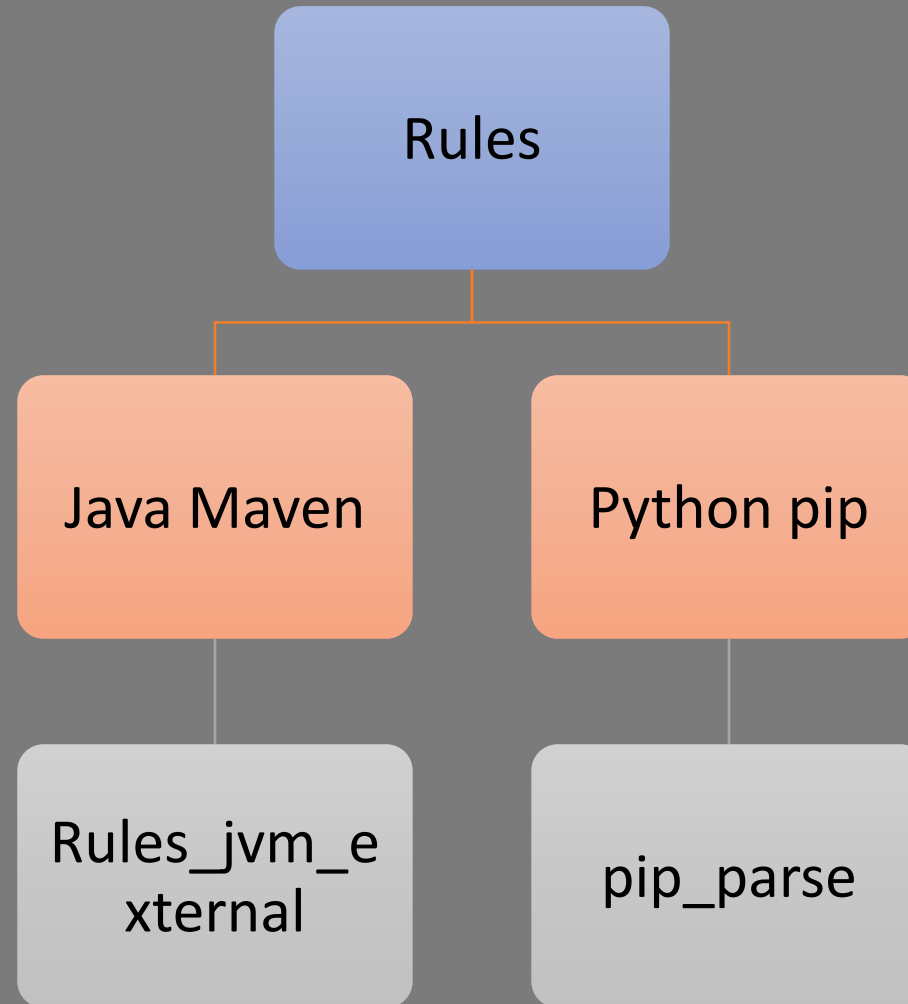 Rules
Java Maven
Python pip
Rules_jvm_e
xternal
pip_parse